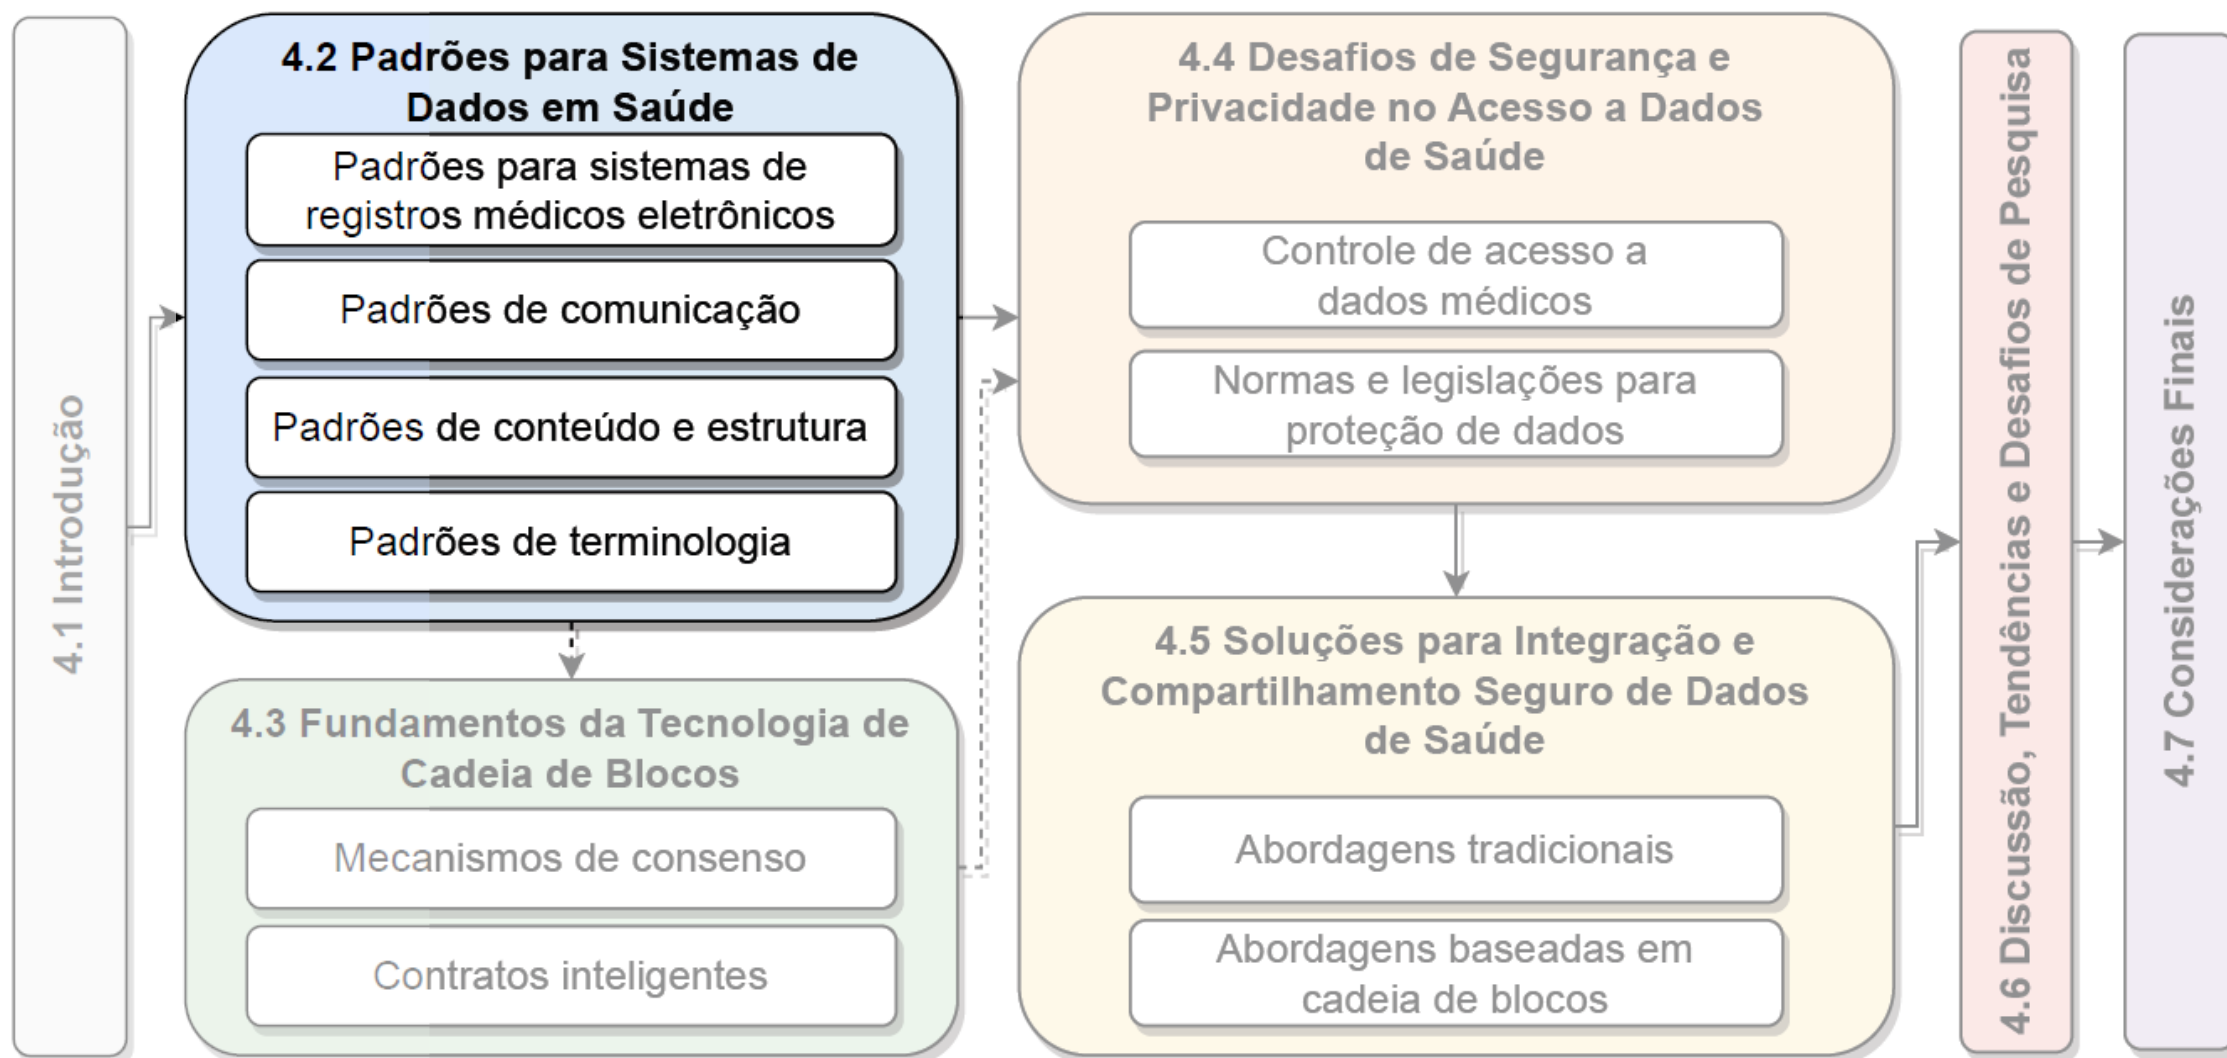 4.1 Introdução
4.2 Padrões para Sistemas de
Dados em Saúde
Padrões para sistemas de
registros médicos eletrônicos
Padrões de comunicação
Padrões de conteúdo e estrutura
Padrões de terminologia
4.3 Fundamentos da Tecnologia de
Cadeia de Blocos
Mecanismos de consenso
Contratos inteligentes
4.4 Desafios de Segurança e
Privacidade no Acesso a Dados
de Saúde
Controle de acesso a
dados médicos
Normas e legislações para
proteção de dados
4.5 Soluções para Integração e
Compartilhamento Seguro de Dados
de Saúde
Abordagens tradicionais
Abordagens baseadas em
cadeia de blocos
4.6 Discussão, Tendências e Desafios de Pesquisa
4.7 Considerações Finais